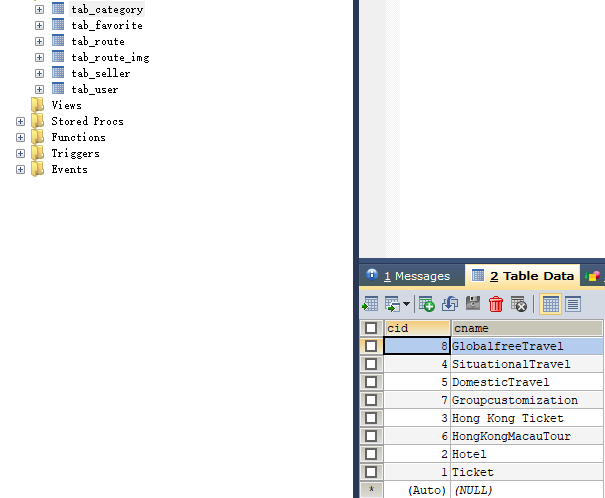 tab_category
tab_favorite
tab_route
tab_route_img
tab_seller
tab_user
Views
Stored Procs
Functions
Triggers
Events
1 Messages
2 Table Data
cid cname
8 GlobalfreeTravel
4 SituationalTravel
5 DomesticTravel
7 Groupcustomization
3 Hong Kong Ticket
6 HongKongMacauTour
2 Hotel
1 Ticket
* (Auto) (NULL)